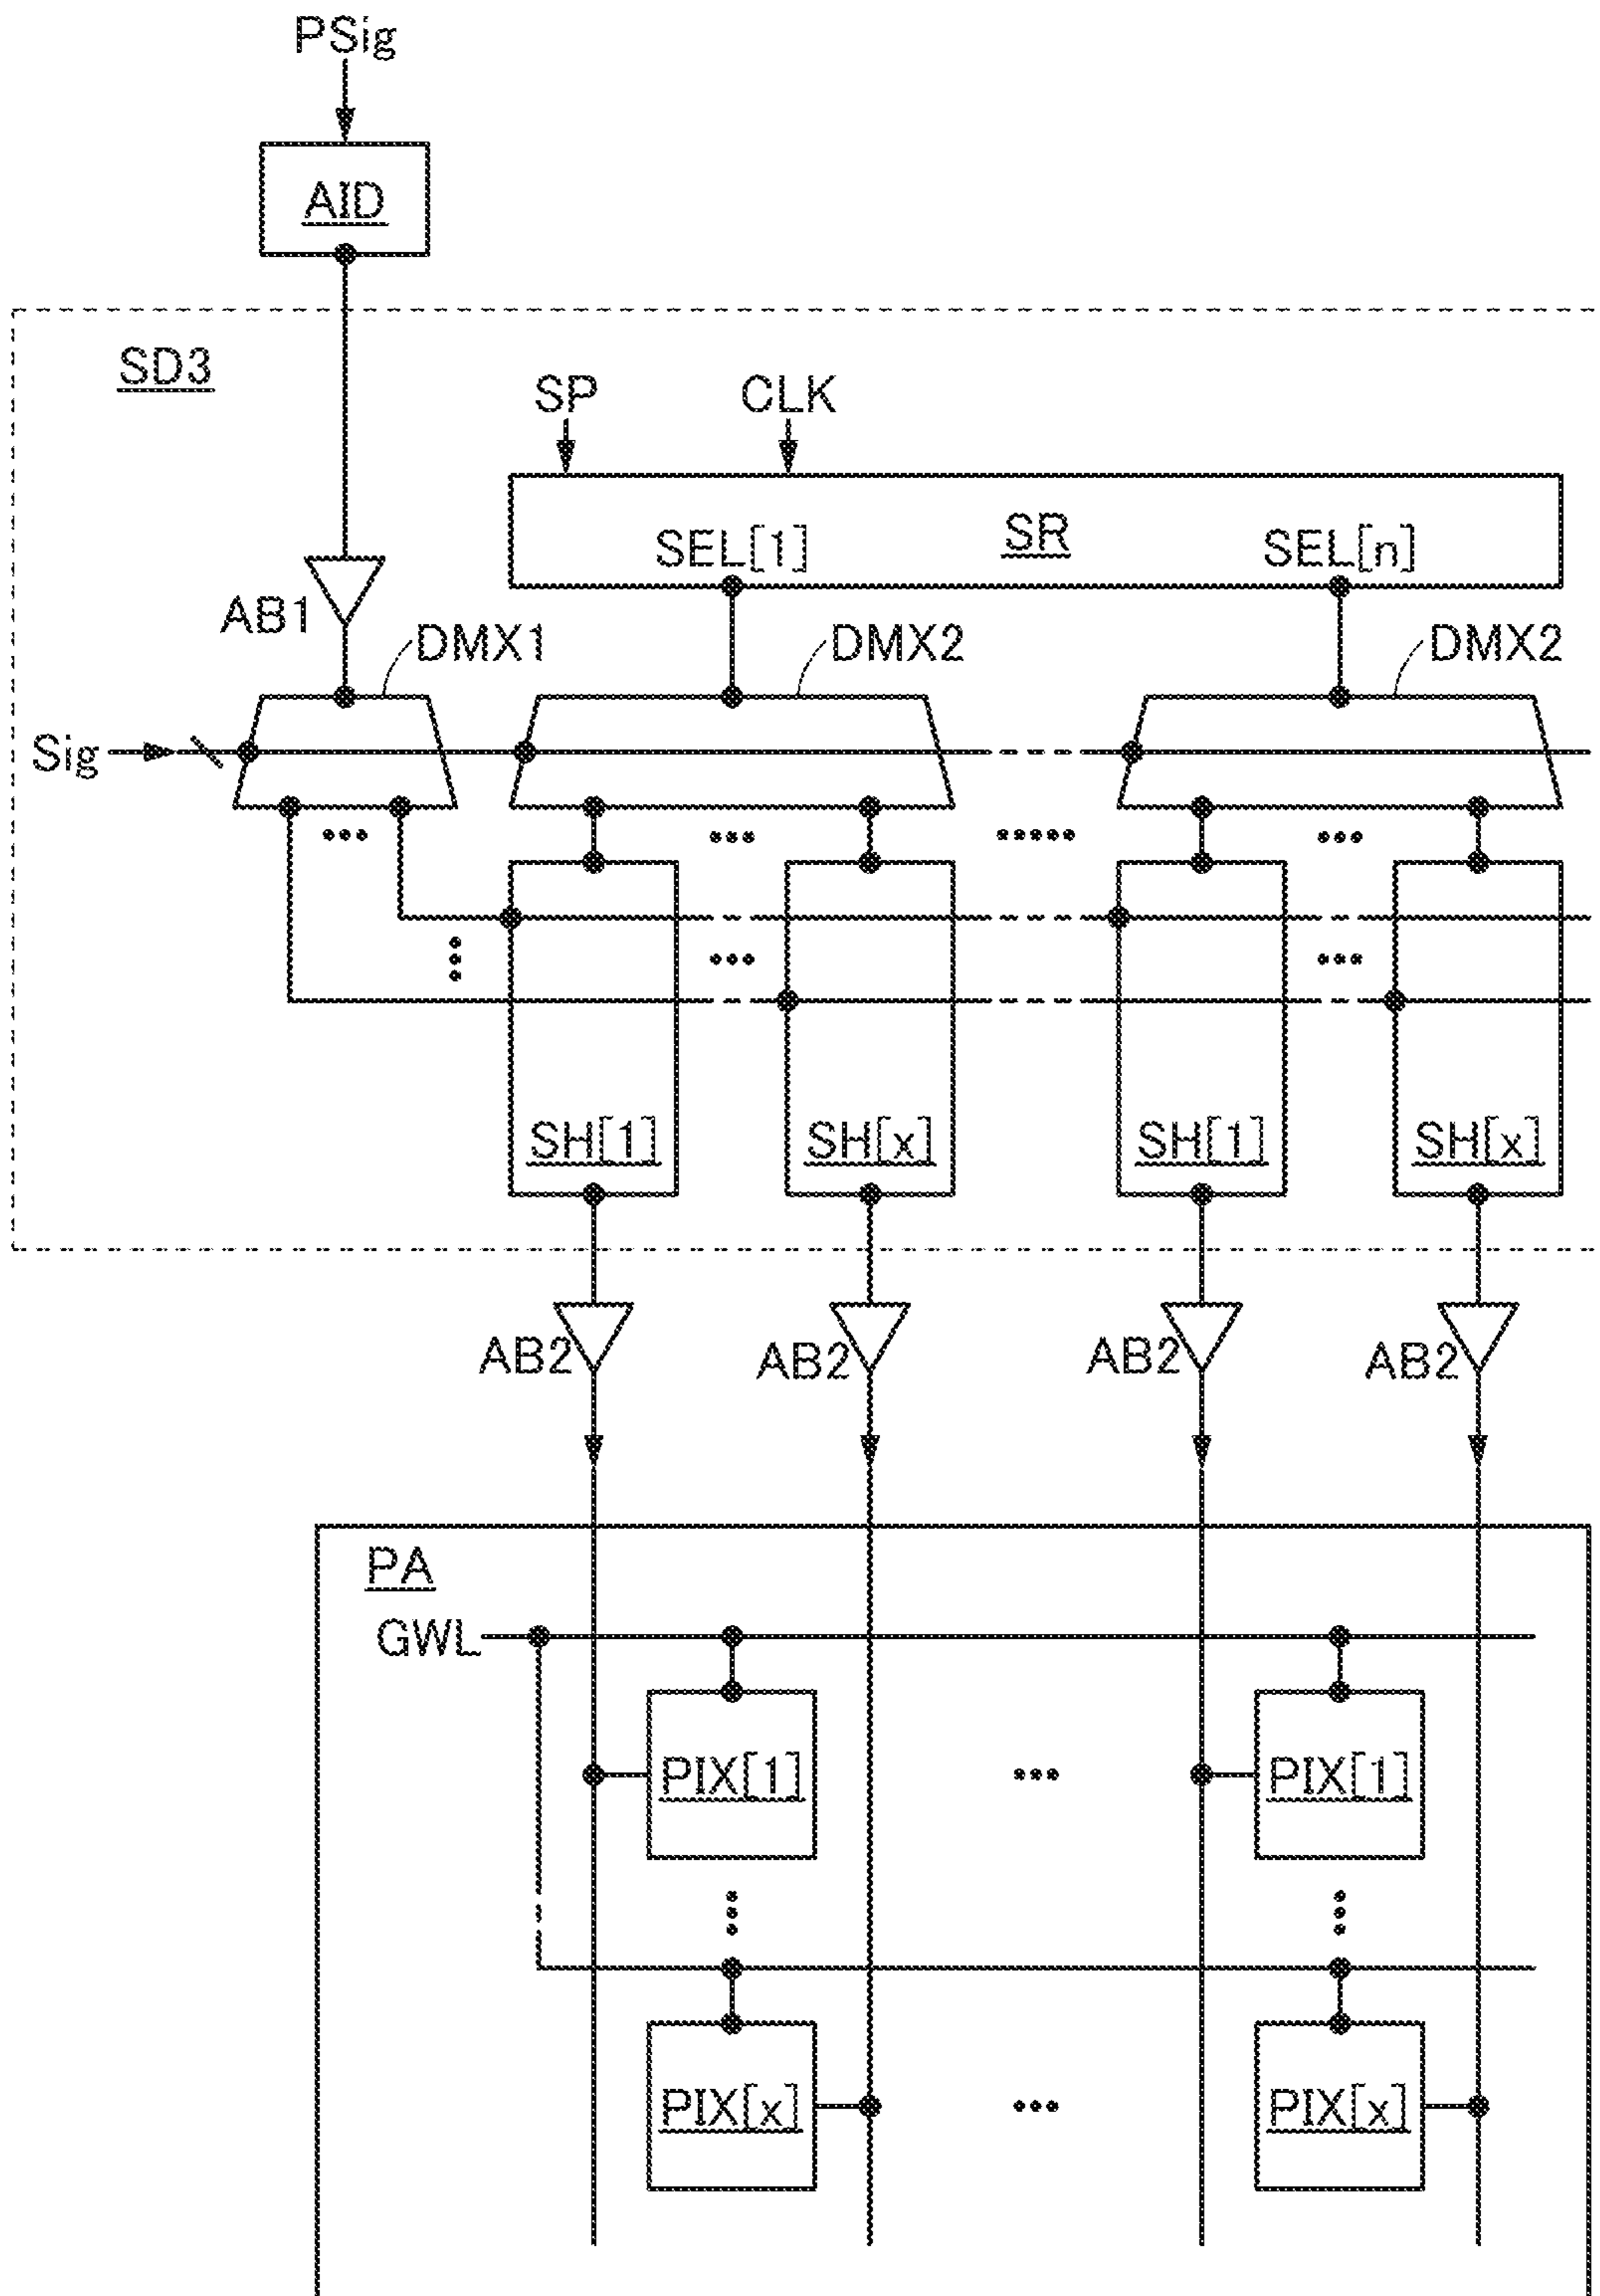 PSig
AID
SD3
SP CLK
SEL[1] SR SEL[n]
AB1
DMX1 DMX2 DMX2
Sig
SH[1] SH[x] SH[1] SH[x]
AB2 AB2 AB2 AB2
PA
GWL
PIX[1] PIX[1]
PIX[x] PIX[x]